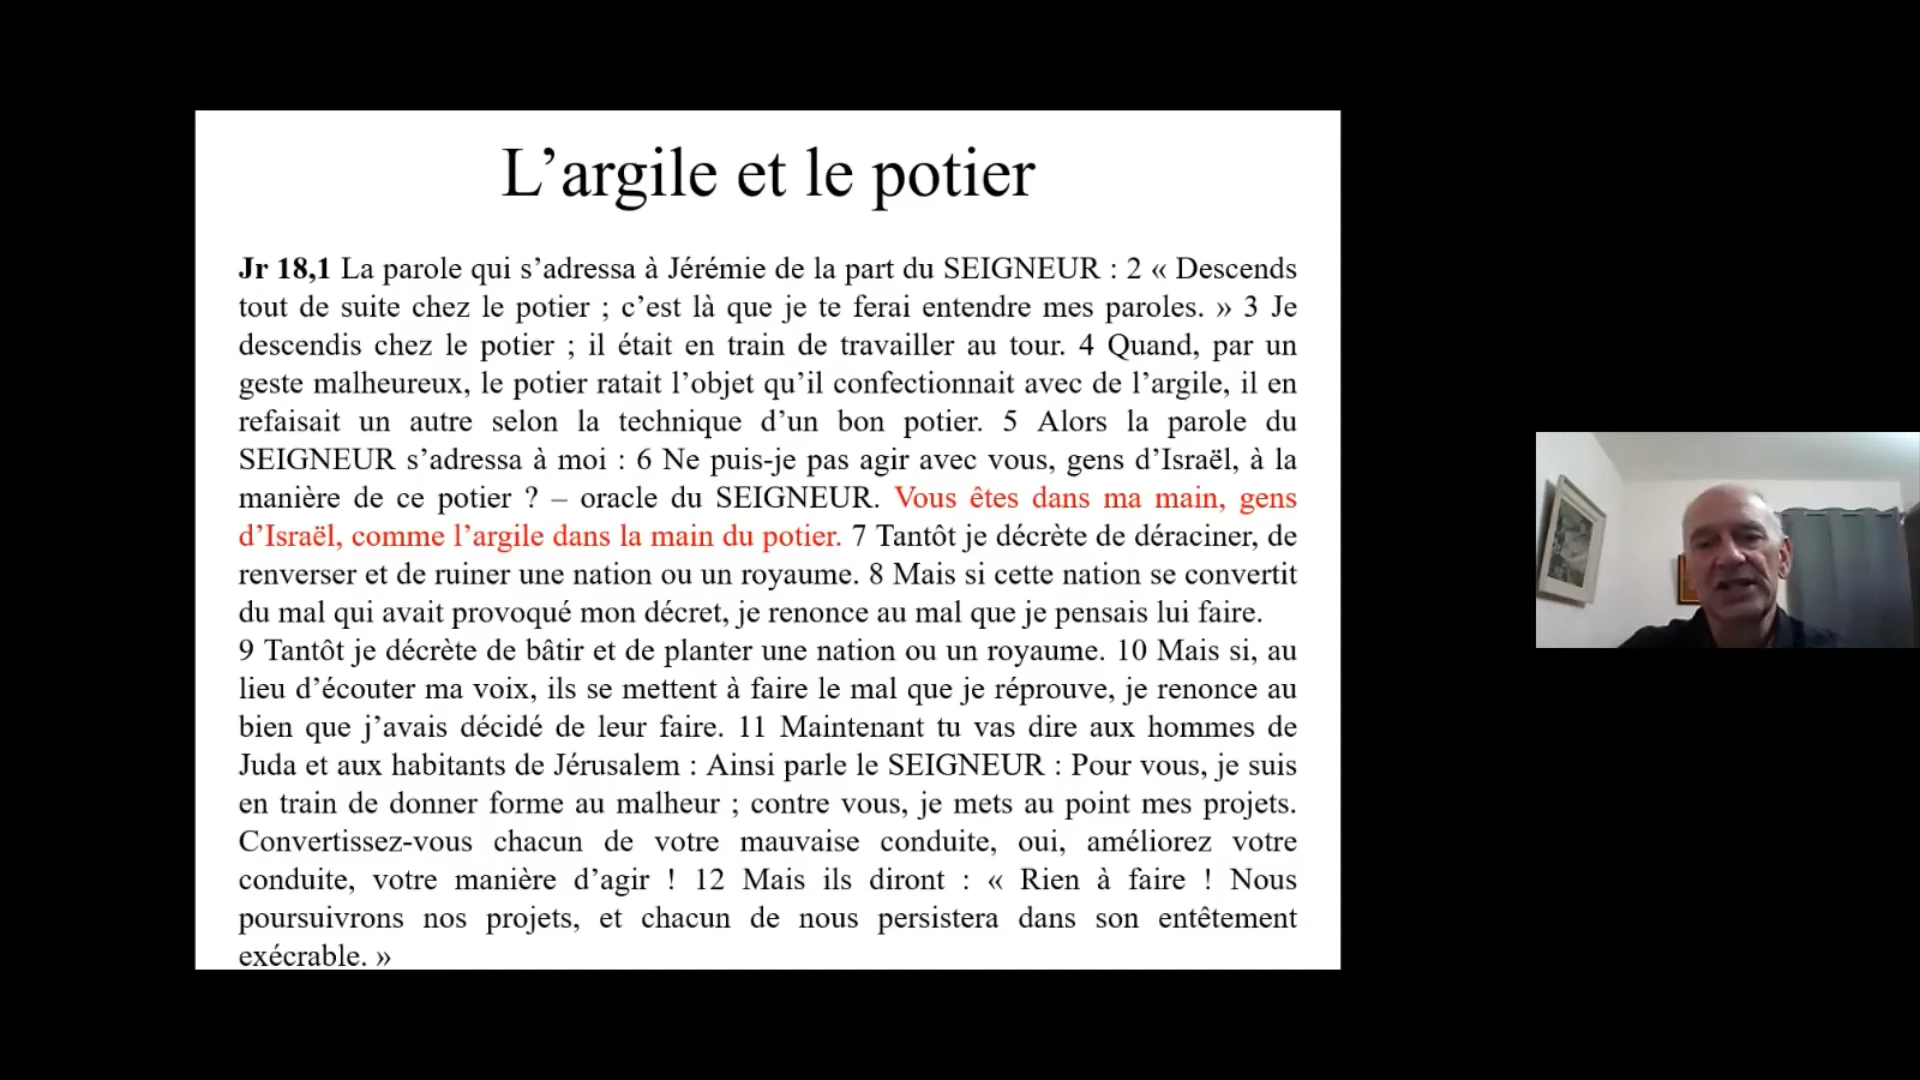 L’argile et le potier
Jr 18,1 La parole qui s’adressa à Jérémie de la part du SEIGNEUR : 2 « Descends
tout de suite chez le potier ; c’est là que je te ferai entendre mes paroles. » 3 Je
descendis chez le potier ; il était en train de travailler au tour. 4 Quand, par un
geste malheureux, le potier ratait l’objet qu’il confectionnait avec de l’argile, il en
refaisait un autre selon la technique d’un bon potier. 5 Alors la parole du
SEIGNEUR s’adressa à moi : 6 Ne puis-je pas agir avec vous, gens d’Israël, à la
manière de ce potier ? – oracle du SEIGNEUR. Vous êtes dans ma main, gens
d’Israël, comme l’argile dans la main du potier. 7 Tantôt je décrète de déraciner, de
renverser et de ruiner une nation ou un royaume. 8 Mais si cette nation se convertit
du mal qui avait provoqué mon décret, je renonce au mal que je pensais lui faire.
9 Tantôt je décrète de bâtir et de planter une nation ou un royaume. 10 Mais si, au
lieu d’écouter ma voix, ils se mettent à faire le mal que je réprouve, je renonce au
bien que j’avais décidé de leur faire. 11 Maintenant tu vas dire aux hommes de
Juda et aux habitants de Jérusalem : Ainsi parle le SEIGNEUR : Pour vous, je suis
en train de donner forme au malheur ; contre vous, je mets au point mes projets.
Convertissez-vous chacun de votre mauvaise conduite, oui, améliorez votre
conduite, votre manière d’agir ! 12 Mais ils diront : « Rien à faire ! Nous
poursuivrons nos projets, et chacun de nous persistera dans son entêtement
exécrable. »